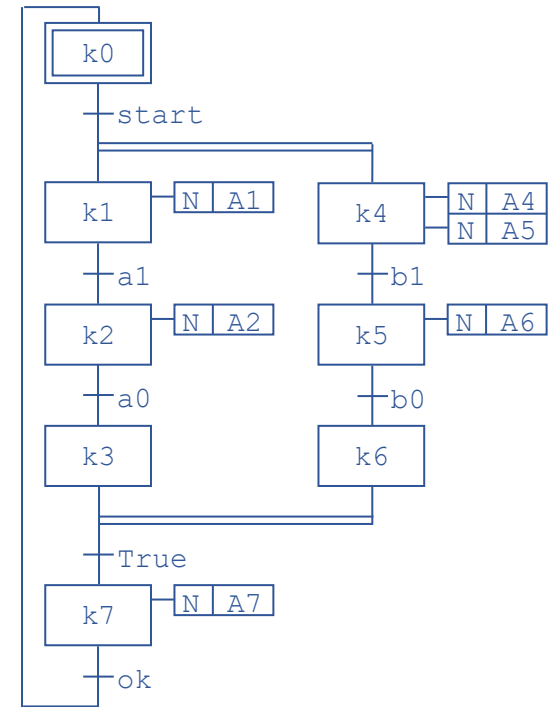 k0
start
k1 N A1 k4 N A4
N A5
a1 b1
k2 N A2 k5 N A6
a0 b0
k3 k6
True
k7 N A7
ok